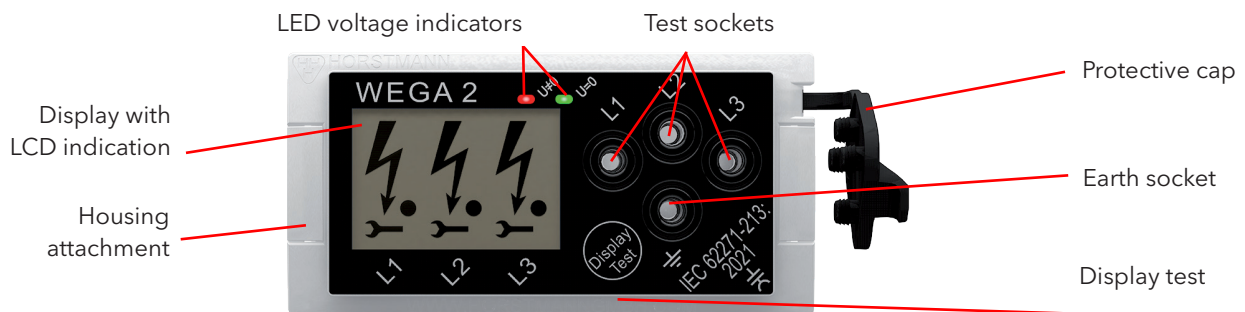 LED voltage indicators
Test sockets
Protective cap
Display with
LCD indication
Earth socket
Housing
attachment
Display test
HORSTMANN
WEGA 2
U≠0
U=0
L1
L2
L3
L1
L2
L3
Display
Test
IEC 62271-213:
2021